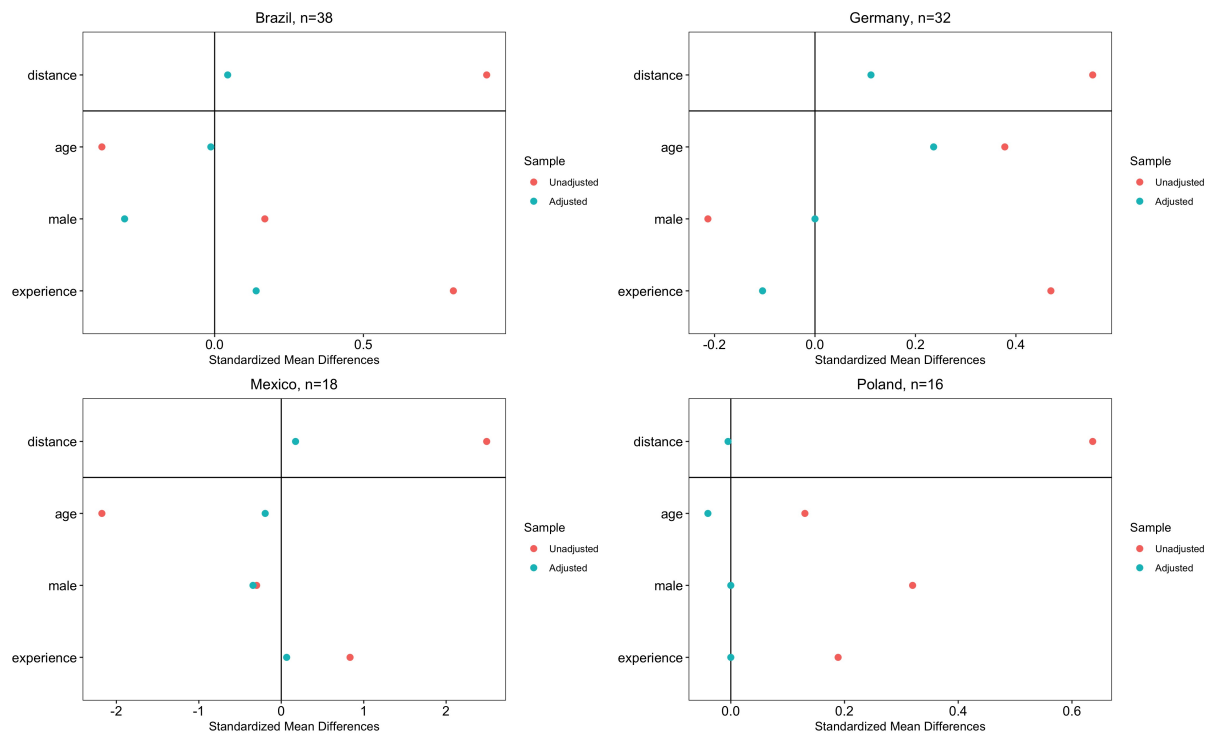 Brazil, n=38
distance
age
male
experience
0.0 0.5
Standardized Mean Differences
Sample
Unadjusted
Adjusted
Germany, n=32
distance
age
male
experience
-0.2 0.0 0.2 0.4
Standardized Mean Differences
Sample
Unadjusted
Adjusted
Mexico, n=18
distance
age
male
experience
-2 -1 0 1 2
Standardized Mean Differences
Sample
Unadjusted
Adjusted
Poland, n=16
distance
age
male
experience
0.0 0.2 0.4 0.6
Standardized Mean Differences
Sample
Unadjusted
Adjusted